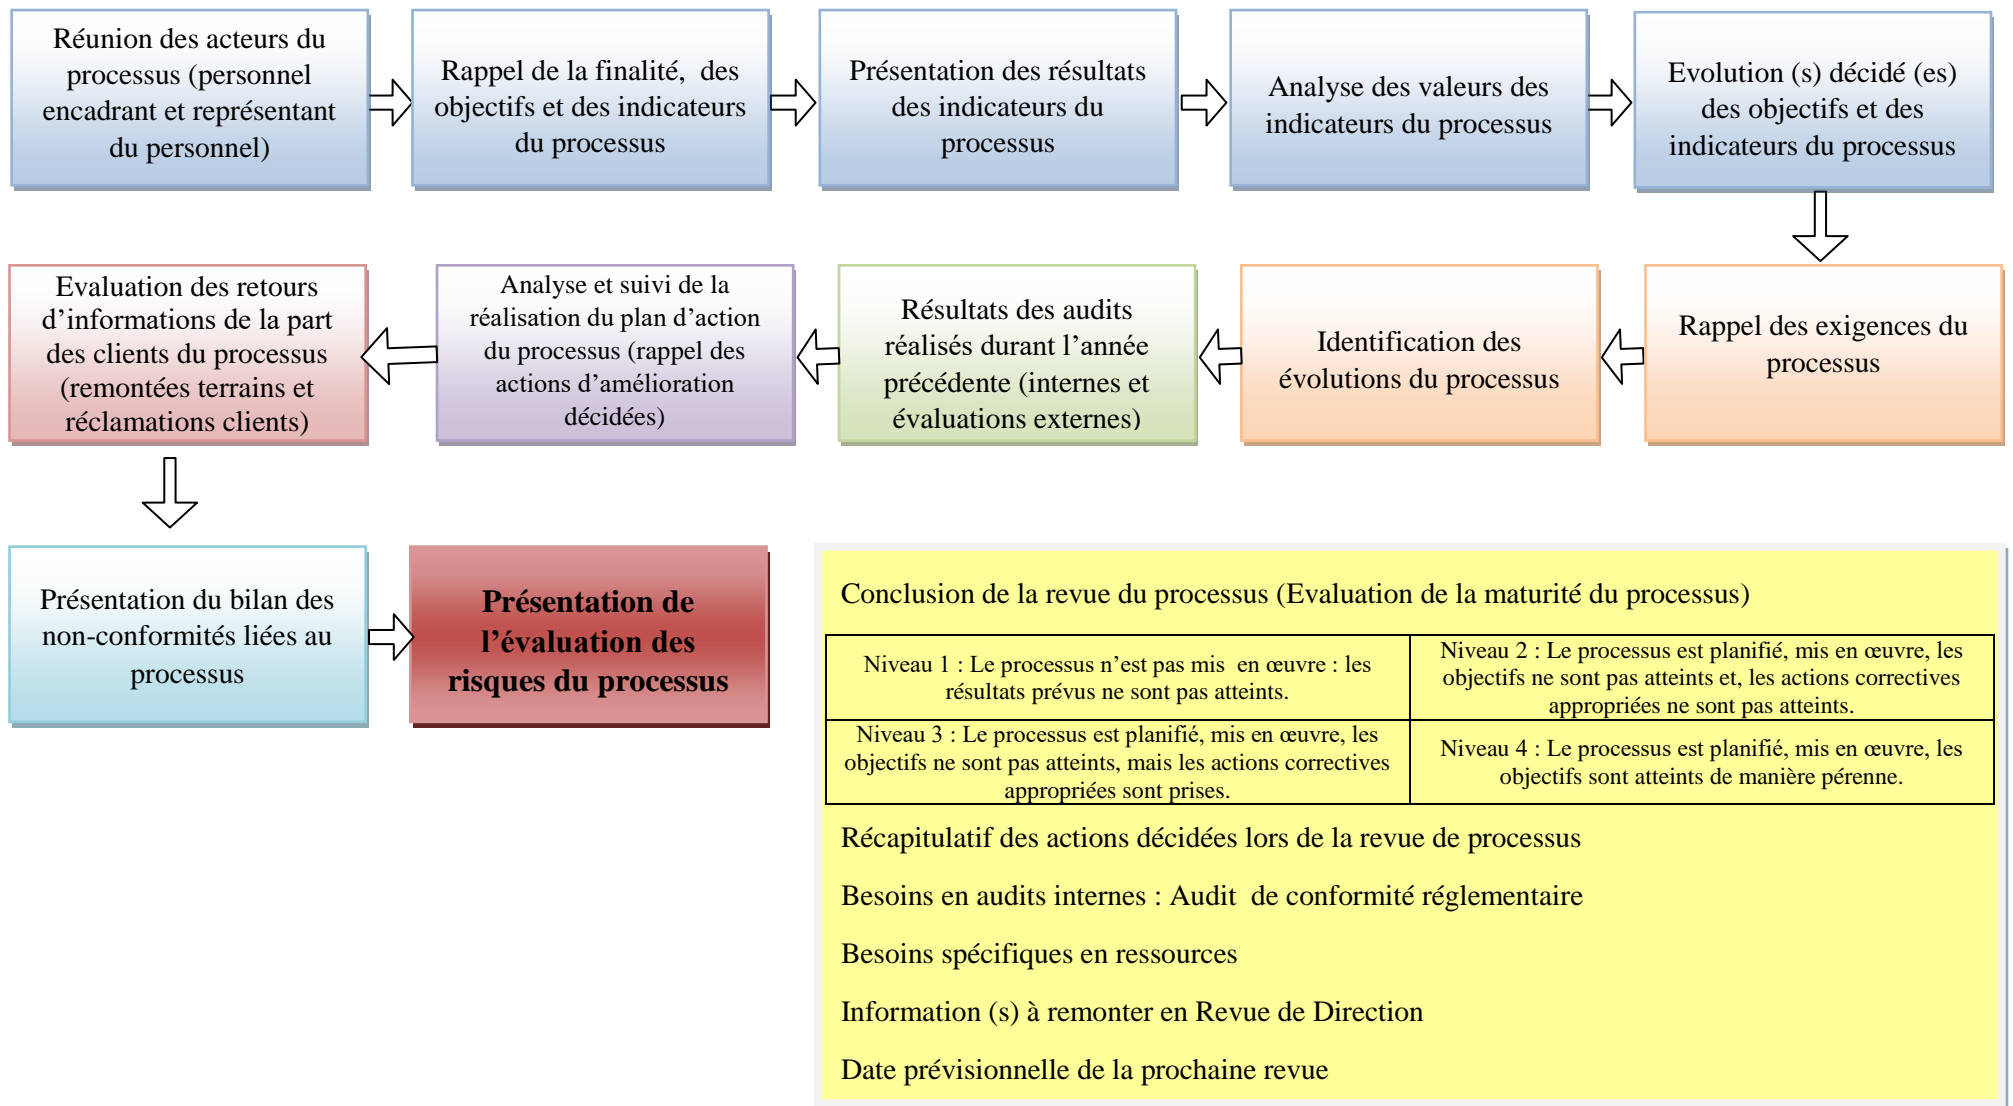 Réunion des acteurs du
processus (personnel
encadrant et représentant
du personnel)
Rappel de la finalité,  des
objectifs et des indicateurs
du processus
Présentation des résultats
des indicateurs du
processus
Analyse des valeurs des
indicateurs du processus
Evolution (s) décidé (es)
des objectifs et des
indicateurs du processus
Rappel des exigences du
processus
Identification des
évolutions du processus
Résultats des audits
réalisés durant l’année
précédente (internes et
évaluations externes)
Analyse et suivi de la
réalisation du plan d’action
du processus (rappel des
actions d’amélioration
décidées)
Evaluation des retours
d’informations de la part
des clients du processus
(remontées terrains et
réclamations clients)
Présentation du bilan des
non-conformités liées au
processus
Présentation de
l’évaluation des
risques du processus
Conclusion de la revue du processus (Evaluation de la maturité du processus)
Niveau 1 : Le processus n’est pas mis  en œuvre : les
résultats prévus ne sont pas atteints.
Niveau 2 : Le processus est planifié, mis en œuvre, les
objectifs ne sont pas atteints et, les actions correctives
appropriées ne sont pas atteints.
Niveau 3 : Le processus est planifié, mis en œuvre, les
objectifs ne sont pas atteints, mais les actions correctives
appropriées sont prises.
Niveau 4 : Le processus est planifié, mis en œuvre, les
objectifs sont atteints de manière pérenne.
Récapitulatif des actions décidées lors de la revue de processus
Besoins en audits internes : Audit  de conformité réglementaire
Besoins spécifiques en ressources
Information (s) à remonter en Revue de Direction
Date prévisionnelle de la prochaine revue